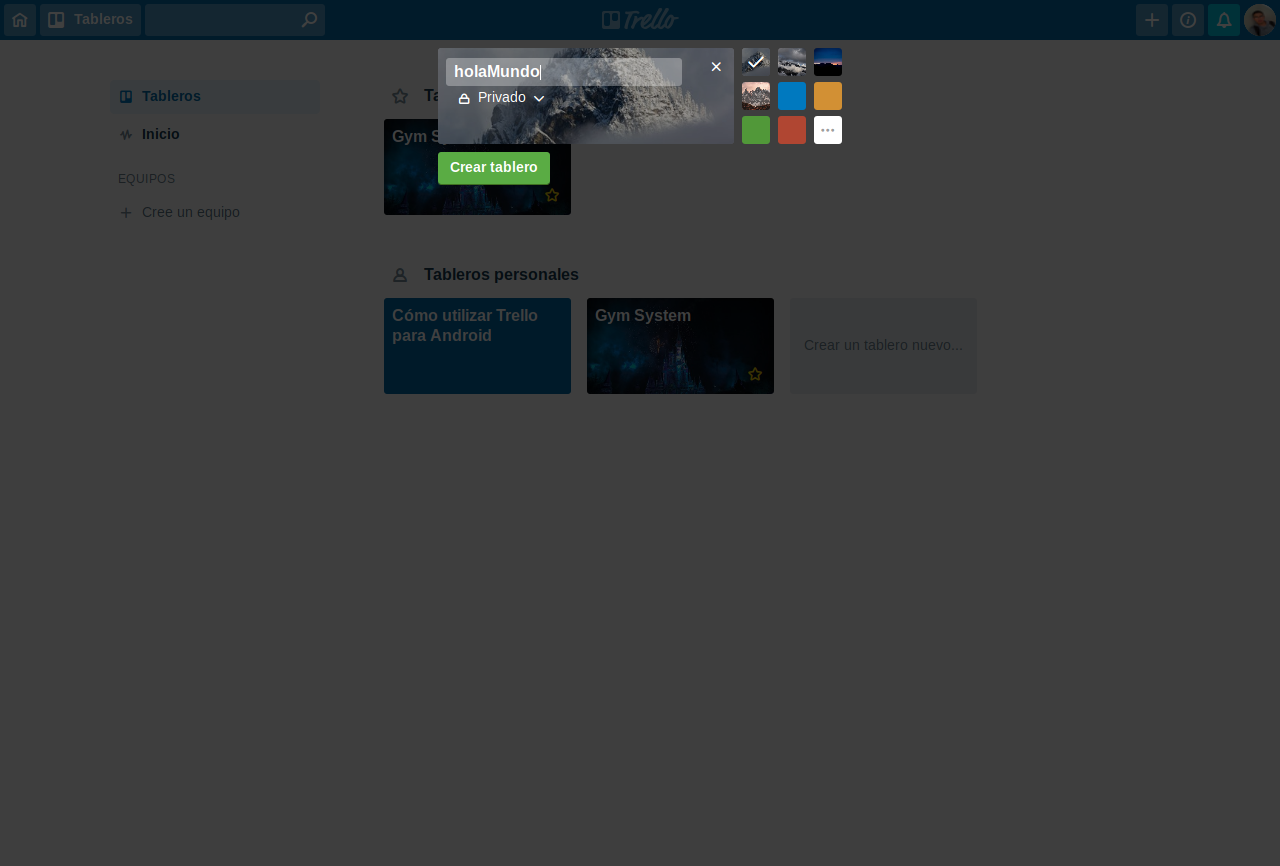 Tableros
Trello
holaMundo
Privado
Crear tablero
Tableros
Inicio
EQUIPOS
Cree un equipo
Gym
Tableros personales
Cómo utilizar Trello
para Android
Gym System
Crear un tablero nuevo...